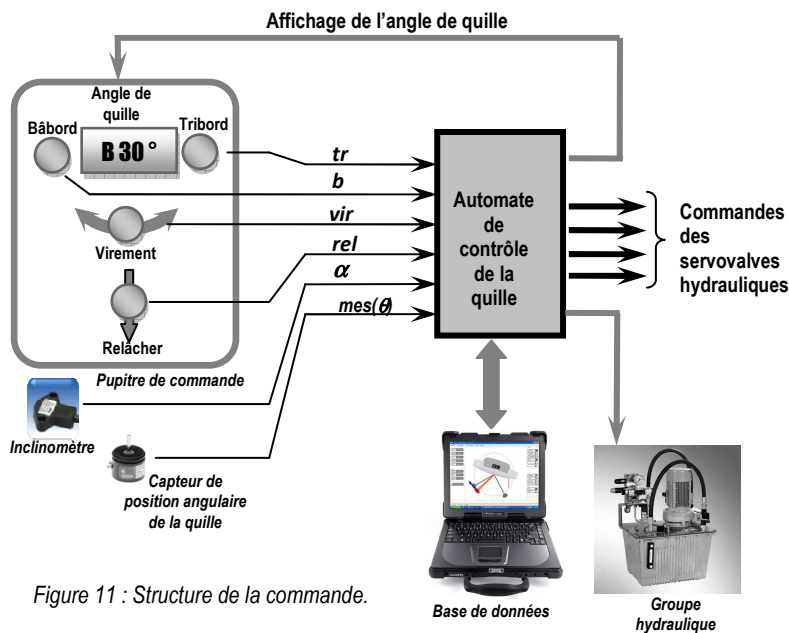 Affichage de l'angle de quille
Angle de
quille
Bâbord
Tribord
B 30 °
Virement
Relâcher
Pupitre de commande
Inclinomètre
Capteur de
position angulaire
de la quille
tr
b
vir
rel
α
mes(θ)
Automate
de
contrôle
de la
quille
Commandes
des
servovalves
hydrauliques
Base de données
Groupe
hydraulique
Figure 11 : Structure de la commande.